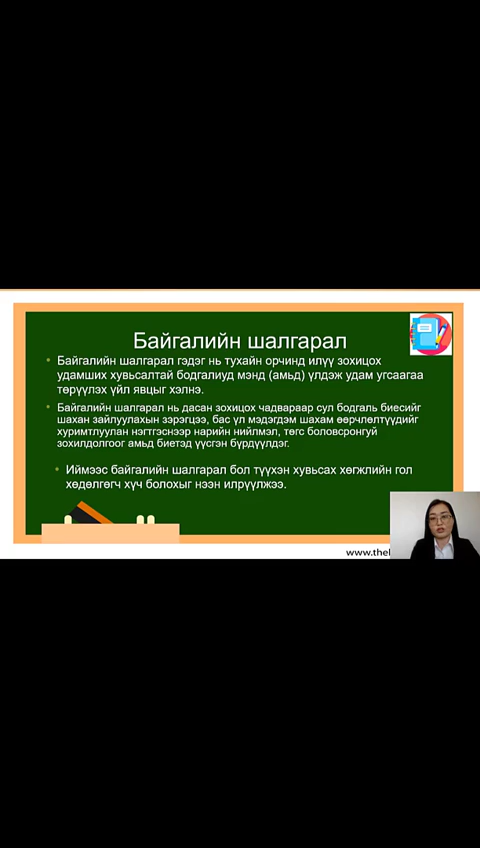 Байгалийн шалгарал
Байгалийн шалгарал гэдэг нь тухайн орчинд илүү зохицох
удамших хувьсалтай бодгалиуд мэнд (амьд) үлдэж удам угсаагаа
төрүүлэх үйл явцыг хэлнэ.
Байгалийн шалгарал нь дасан зохицох чадвараар сул бодгаль биесийг
шахан зайлуулахын зэрэгцээ, бас үл мэдэгдэм шахам өөрчлөлтүүдийг
хуримтлуулан нэгтгэснээр нарийн нийлмэл, төгс боловсронгуй
зохилдолгоог амьд биетэд үүсгэн бүрдүүлдэг.
Иймээс байгалийн шалгарал бол түүхэн хувьсах хөгжлийн гол
хөдөлгөгч хүч болохыг нээн илрүүлжээ.